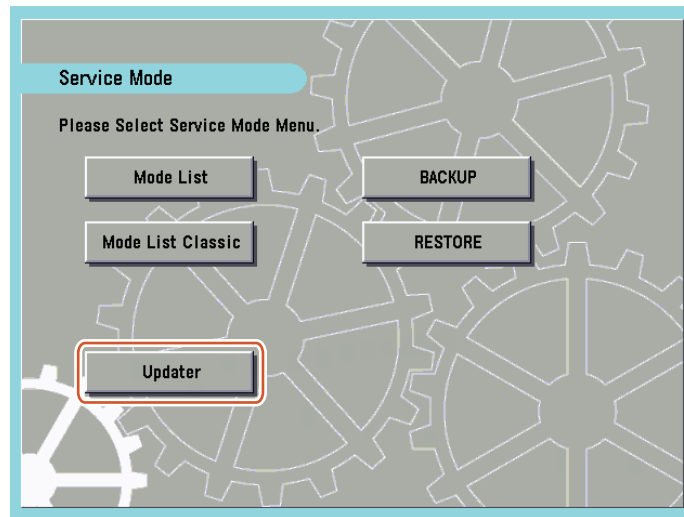 Service Mode
Please Select Service Mode Menu.
Mode List
BACKUP
Mode List Classic
RESTORE
Updater